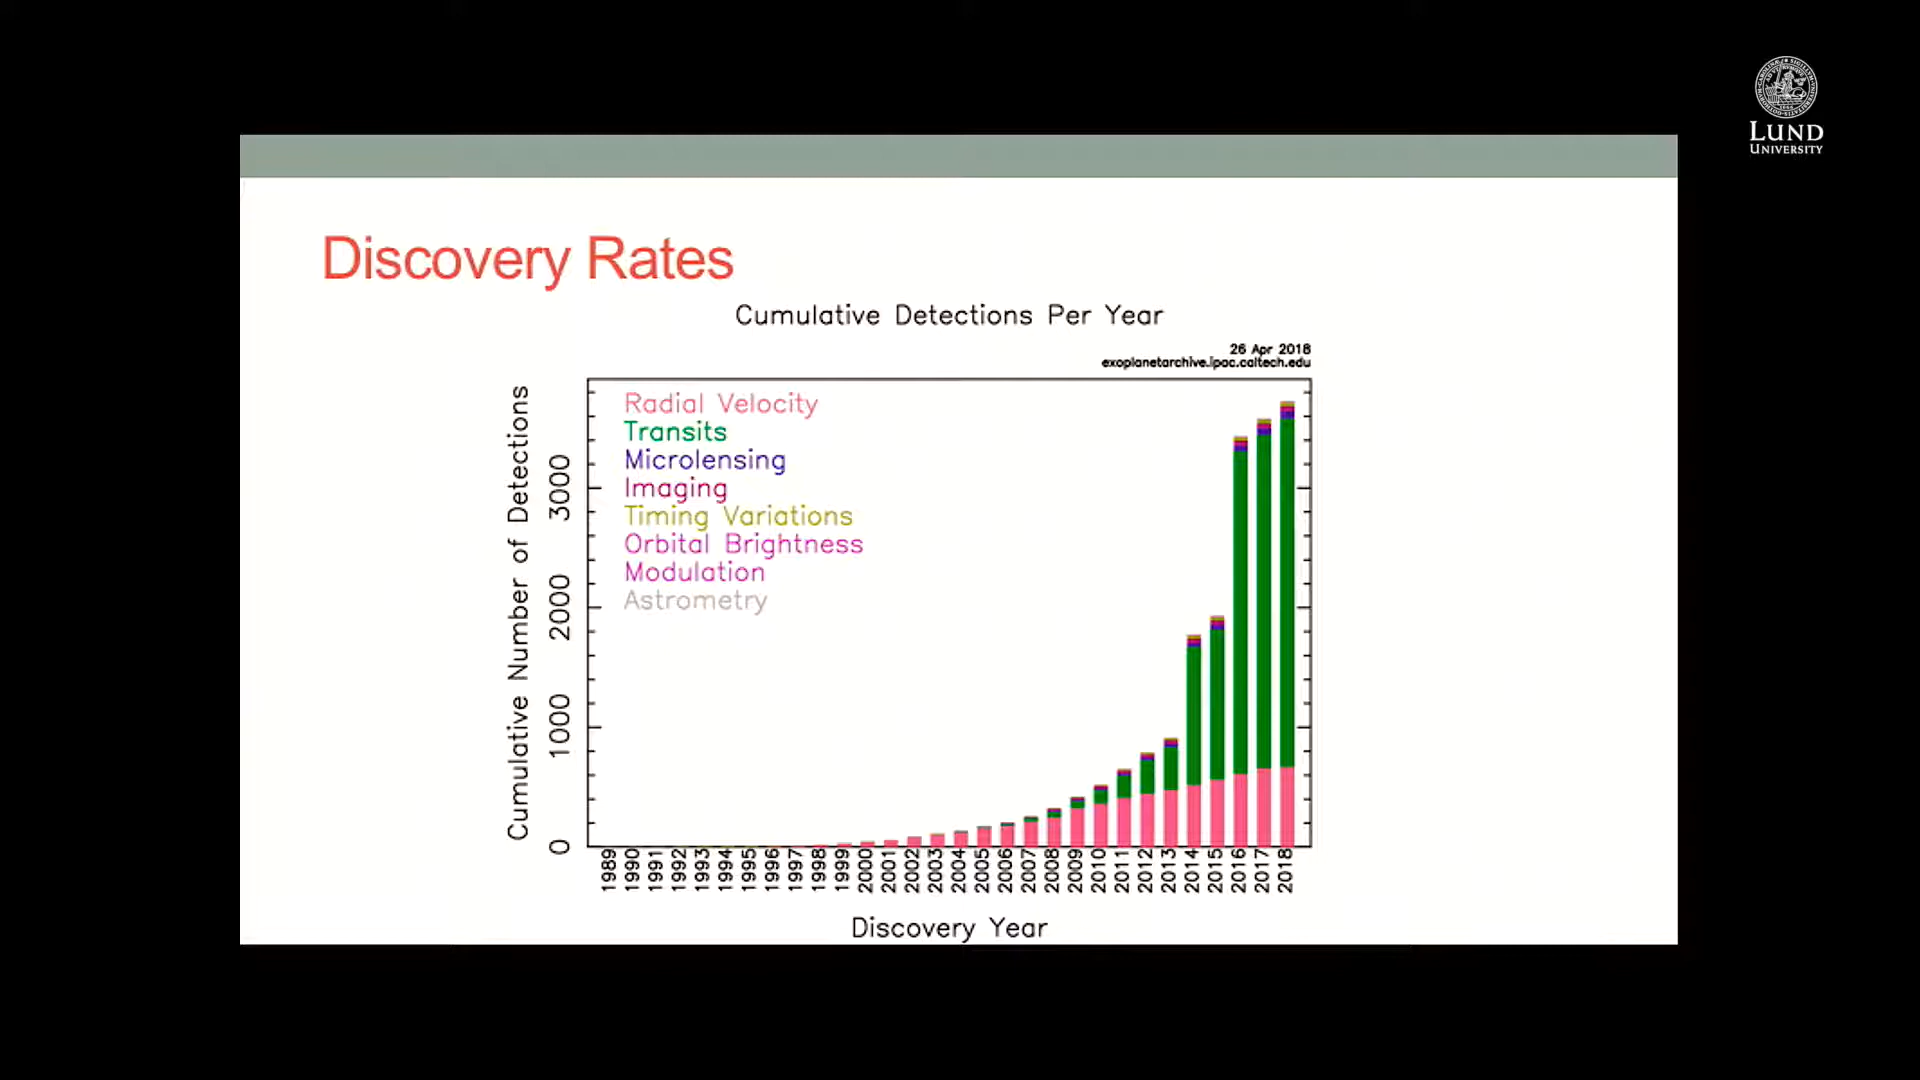 LUND
UNIVERSITY
Discovery Rates
Cumulative Detections Per Year
26 Apr 2018
exoplanetarchive.ipac.caltech.edu
Radial Velocity
Transits
Microlensing
Imaging
Timing Variations
Orbital Brightness
Modulation
Astrometry
Cumulative Number of Detections
3000
2000
1000
0
1989 1990 1991 1992 1993 1994 1995 1996 1997 1998 1999 2000 2001 2002 2003 2004 2005 2006 2007 2008 2009 2010 2011 2012 2013 2014 2015 2016 2017 2018
Discovery Year